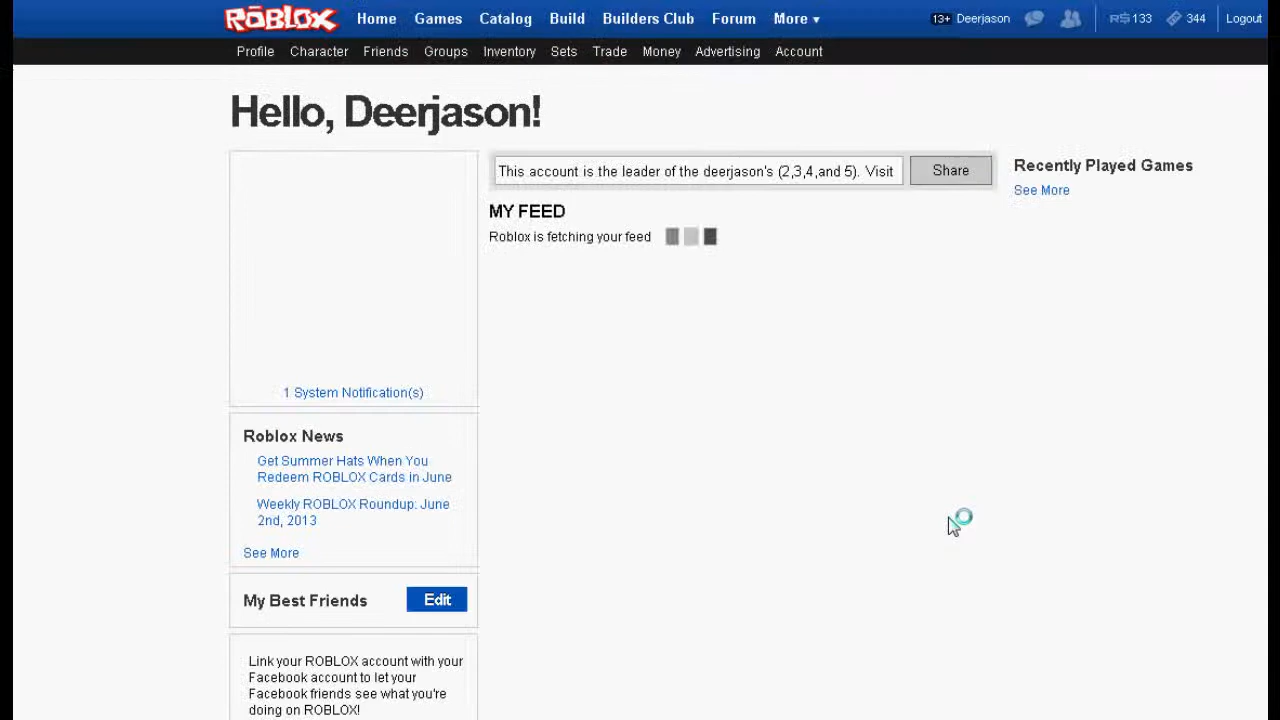 ROBLOX Home Games Catalog Build Builders Club Forum More ▾ 13+ Deerjason R$ 133 344 Logout
Profile Character Friends Groups Inventory Sets Trade Money Advertising Account
Hello, Deerjason!
This account is the leader of the deerjason's (2,3,4,and 5). Visit
Share
Recently Played Games
See More
MY FEED
Roblox is fetching your feed
1 System Notification(s)
Roblox News
Get Summer Hats When You
Redeem ROBLOX Cards in June
Weekly ROBLOX Roundup: June
2nd, 2013
See More
My Best Friends Edit
Link your ROBLOX account with your
Facebook account to let your
Facebook friends see what you're
doing on ROBLOX!